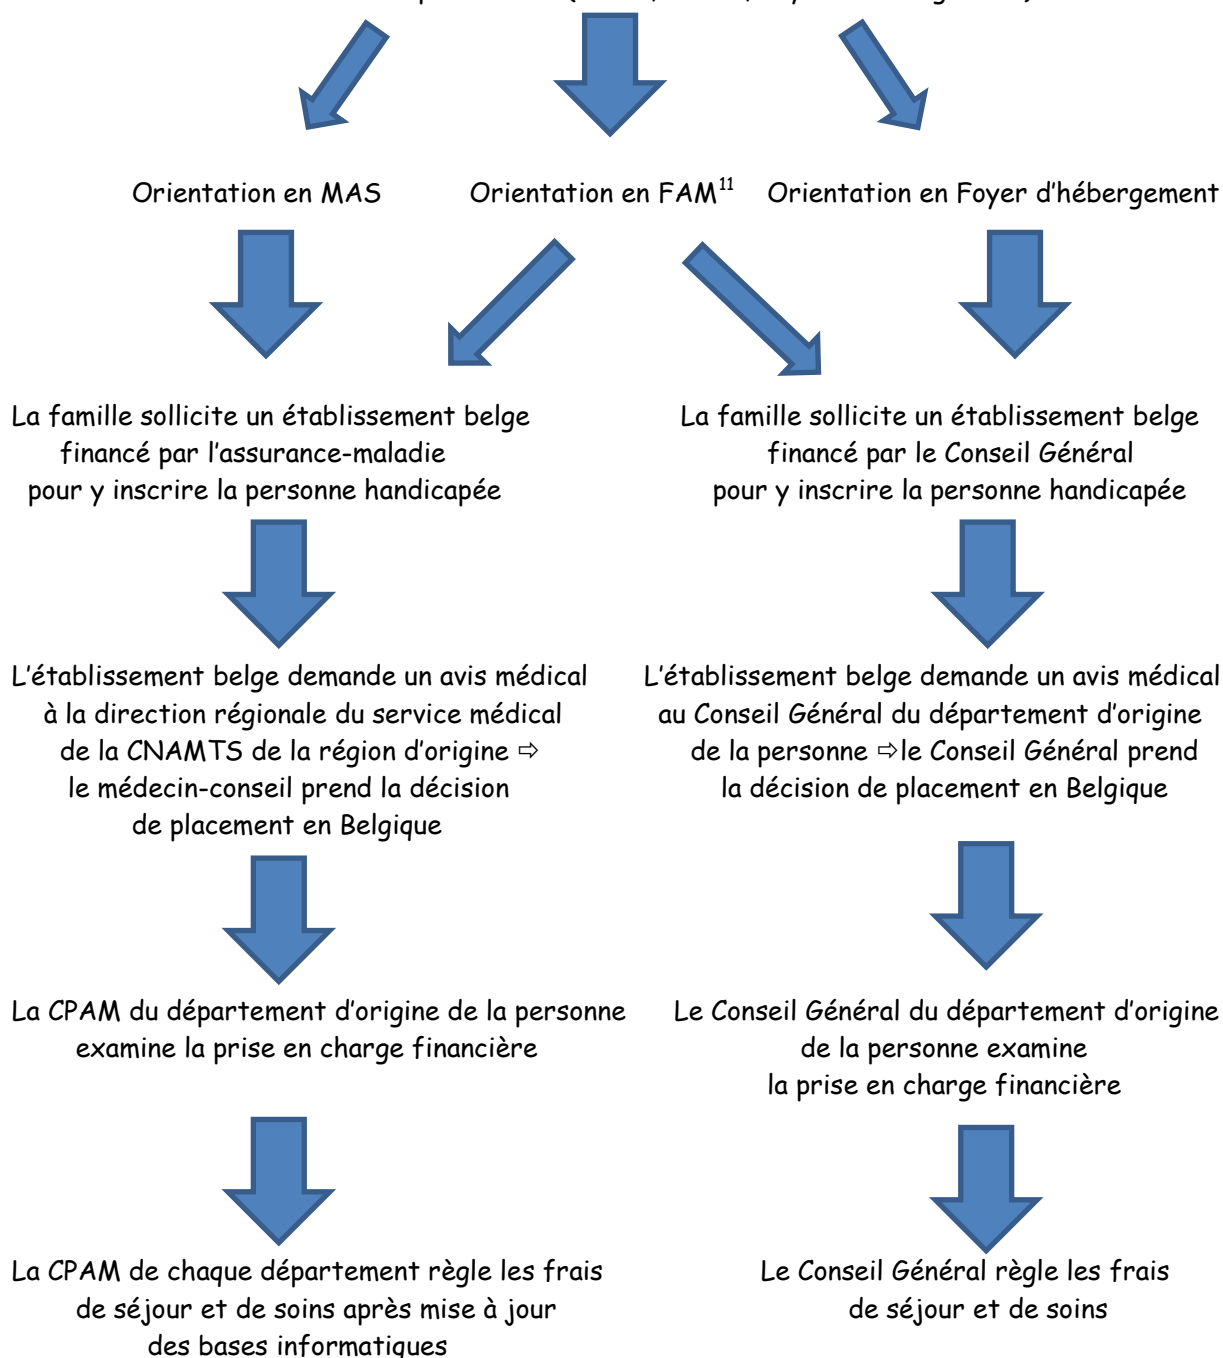 Orientation en MAS
Orientation en FAM11
Orientation en Foyer d'hébergement
La famille sollicite un établissement belge
financé par l'assurance-maladie
pour y inscrire la personne handicapée
La famille sollicite un établissement belge
financé par le Conseil Général
pour y inscrire la personne handicapée
L'établissement belge demande un avis médical
à la direction régionale du service médical
de la CNAMTS de la région d'origine ⇨
le médecin-conseil prend la décision
de placement en Belgique
L'établissement belge demande un avis médical
au Conseil Général du département d'origine
de la personne ⇨le Conseil Général prend
la décision de placement en Belgique
La CPAM du département d'origine de la personne
examine la prise en charge financière
Le Conseil Général du département d'origine
de la personne examine
la prise en charge financière
La CPAM de chaque département règle les frais
de séjour et de soins après mise à jour
des bases informatiques
Le Conseil Général règle les frais
de séjour et de soins